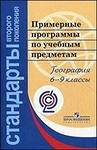 стандарты
второго
поколения
Примерные
программы
по учебным
предметам
География
6–9 классы